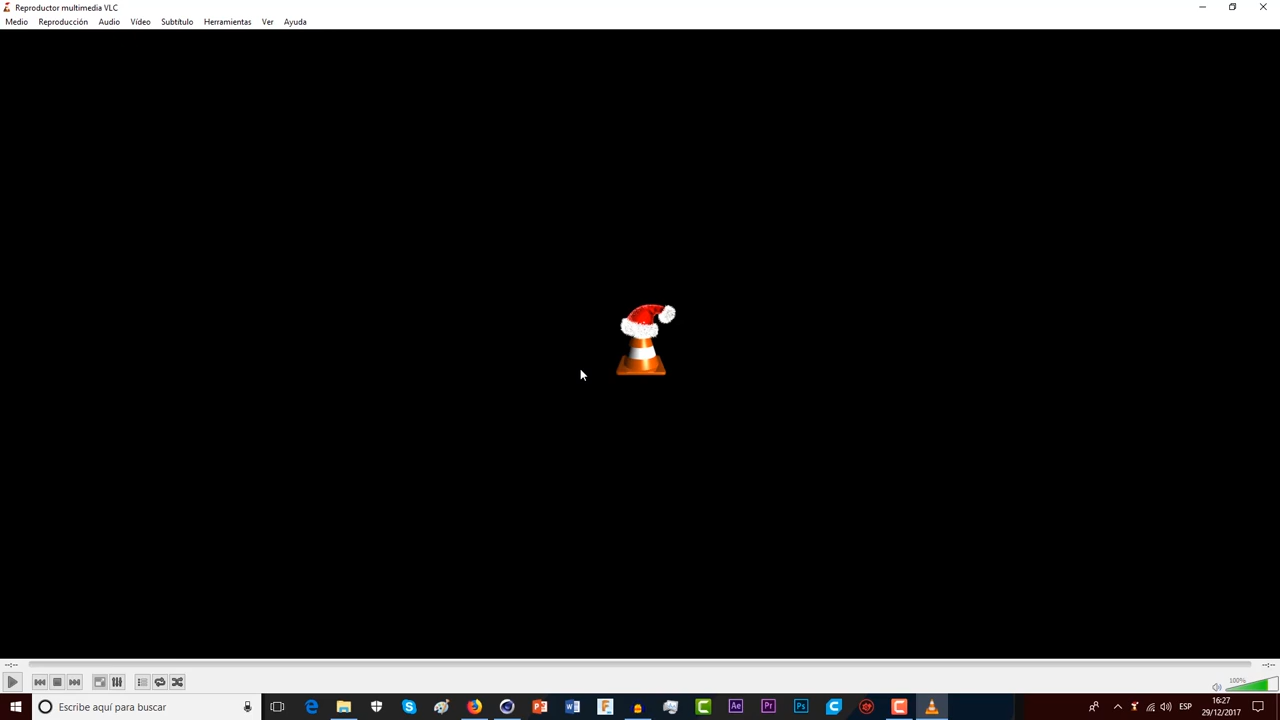 Reproductor multimedia VLC
Medio Reproducción Audio Vídeo Subtítulo Herramientas Ver Ayuda
--:-- --:--
100%
Escribe aquí para buscar
ESP
16:27
29/12/2017